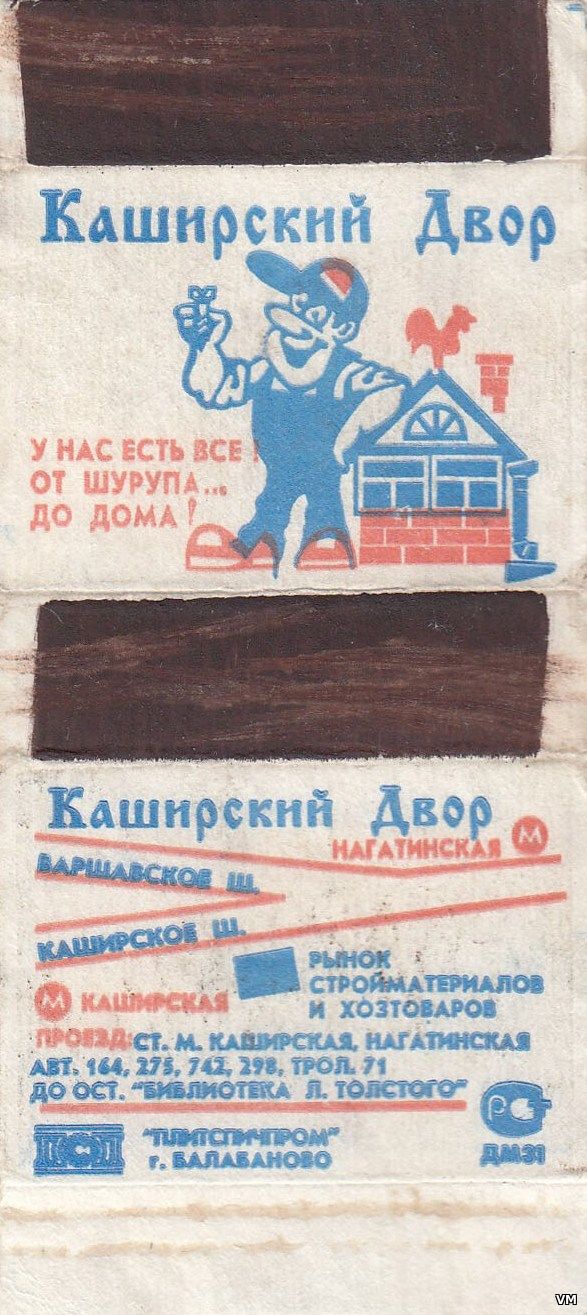 Каширский Двор
У НАС ЕСТЬ ВСЕ !
ОТ ШУРУПА...
ДО ДОМА !
Каширский Двор
НАГАТИНСКАЯ М
ВАРШАВСКОЕ Ш.
КАШИРСКОЕ Ш.
РЫНОК
СТРОЙМАТЕРИАЛОВ
И ХОЗТОВАРОВ
М КАШИРСКАЯ
ПРОЕЗД: СТ. М. КАШИРСКАЯ, НАГАТИНСКАЯ
АВТ. 164, 275, 742, 298, ТРОЛ. 71
ДО ОСТ. "БИБЛИОТЕКА Л. ТОЛСТОГО"
"ПЛИТСПИЧПРОМ"
г. БАЛАБАНОВО
РСТ
ДМ31
VM